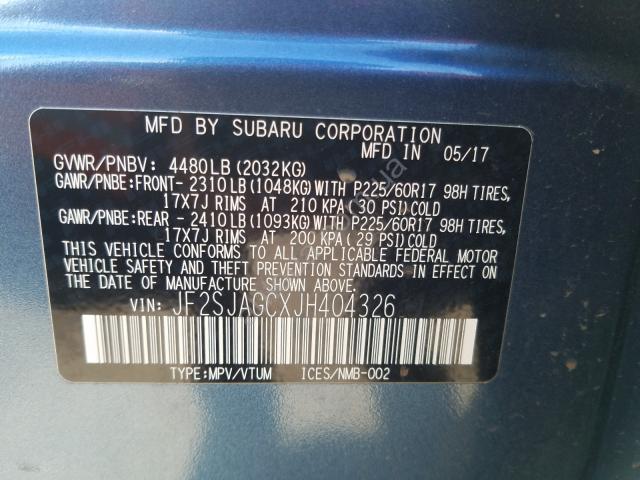 MFD BY SUBARU CORPORATION
MFD IN 05/17
GVWR/PNBV: 4480LB(2032KG)
GAWR/PNBE:FRONT- 2310LB(1048KG)WITH P225/60R17 98H TIRES,
17X7J RIMS AT 210 KPA(30 PSI)COLD
GAWR/PNBE:REAR - 2410LB(1093KG)WITH P225/60R17 98H TIRES,
17X7J RIMS AT 200 KPA(29 PSI)COLD
THIS VEHICLE CONFORMS TO ALL APPLICABLE FEDERAL MOTOR
VEHICLE SAFETY AND THEFT PREVENTION STANDARDS IN EFFECT ON
THE DATE OF MANUFACTURE SHOWN ABOVE.
VIN: JF2SJAGCXJH404326
TYPE:MPV/VTUM ICES/NMB-002